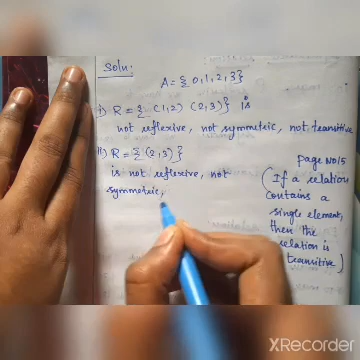 Soln:
A = { 0, 1, 2, 3}
i) R = { (1,2) (2,3)} is
not reflexive, not symmetric, not transitive
ii) R = { (2,3) }
is not reflexive, not
symmetric,
Page No 15
( If a relation
contains a
single element,
then the
relation is
transitive )
XRecorder